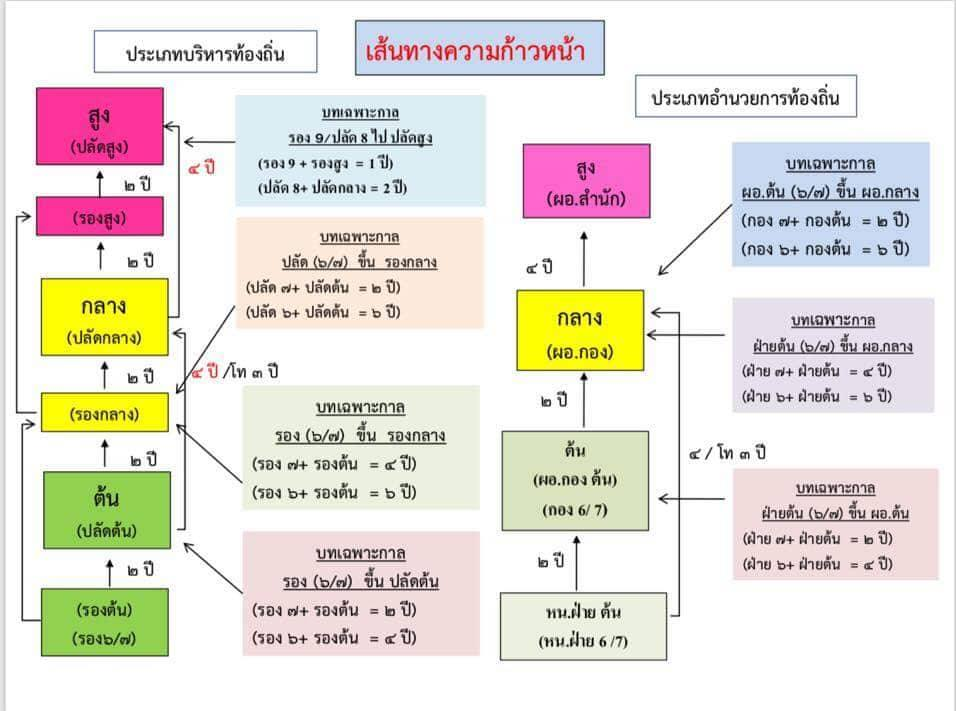 ประเภทบริหารท้องถิ่น
เส้นทางความก้าวหน้า
ประเภทอำนวยการท้องถิ่น
สูง
(ปลัดสูง)
๒ ปี
(รองสูง)
๒ ปี
กลาง
(ปลัดกลาง)
๒ ปี
(รองกลาง)
๒ ปี
ต้น
(ปลัดต้น)
๒ ปี
(รองต้น)
(รอง๖/๗)
๔ ปี
๔ ปี /โท ๓ ปี
บทเฉพาะกาล
รอง 9/ปลัด 8 ไป ปลัดสูง
(รอง 9 + รองสูง = 1 ปี)
(ปลัด 8+ ปลัดกลาง = 2 ปี)
บทเฉพาะกาล
ปลัด (๖/๗) ขึ้น รองกลาง
(ปลัด ๗+ ปลัดต้น = ๒ ปี)
(ปลัด ๖+ ปลัดต้น = ๖ ปี)
บทเฉพาะกาล
รอง (๖/๗) ขึ้น รองกลาง
(รอง ๗+ รองต้น = ๔ ปี)
(รอง ๖+ รองต้น = ๖ ปี)
บทเฉพาะกาล
รอง (๖/๗) ขึ้น ปลัดต้น
(รอง ๗+ รองต้น = ๒ ปี)
(รอง ๖+ รองต้น = ๔ ปี)
สูง
(ผอ.สำนัก)
๔ ปี
กลาง
(ผอ.กอง)
๒ ปี
ต้น
(ผอ.กอง ต้น)
(กอง 6/ 7)
๒ ปี
หน.ฝ่าย ต้น
(หน.ฝ่าย 6 /7)
๔ / โท ๓ ปี
บทเฉพาะกาล
ผอ.ต้น (๖/๗) ขึ้น ผอ.กลาง
(กอง ๗+ กองต้น = ๒ ปี)
(กอง ๖+ กองต้น = ๖ ปี)
บทเฉพาะกาล
ฝ่ายต้น (๖/๗) ขึ้น ผอ.กลาง
(ฝ่าย ๗+ ฝ่ายต้น = ๔ ปี)
(ฝ่าย ๖+ ฝ่ายต้น = ๖ ปี)
บทเฉพาะกาล
ฝ่ายต้น (๖/๗) ขึ้น ผอ.ต้น
(ฝ่าย ๗+ ฝ่ายต้น = ๒ ปี)
(ฝ่าย ๖+ ฝ่ายต้น = ๔ ปี)